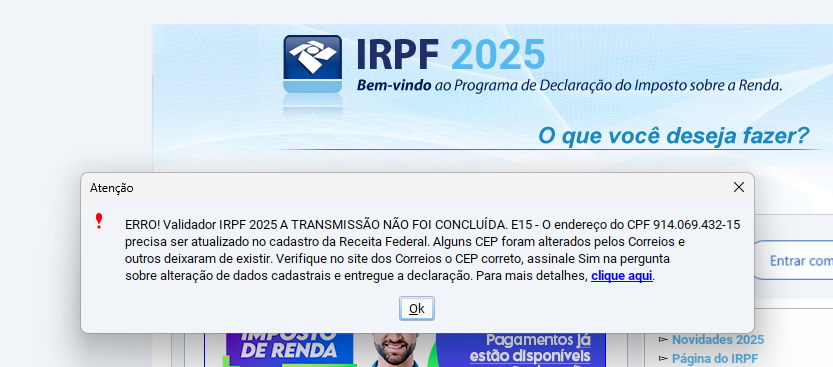 IRPF 2025
Bem-vindo ao Programa de Declaração do Imposto sobre a Renda.
O que você deseja fazer?
Atenção
ERRO! Validador IRPF 2025 A TRANSMISSÃO NÃO FOI CONCLUÍDA. E15 - O endereço do CPF 914.069.432-15
precisa ser atualizado no cadastro da Receita Federal. Alguns CEP foram alterados pelos Correios e
outros deixaram de existir. Verifique no site dos Correios o CEP correto, assinale Sim na pergunta
sobre alteração de dados cadastrais e entregue a declaração. Para mais detalhes, clique aqui.
Ok
Entrar com
IMPOSTO
DE RENDA
Pagamentos já
estão disponíveis
Novidades 2025
Página do IRPF